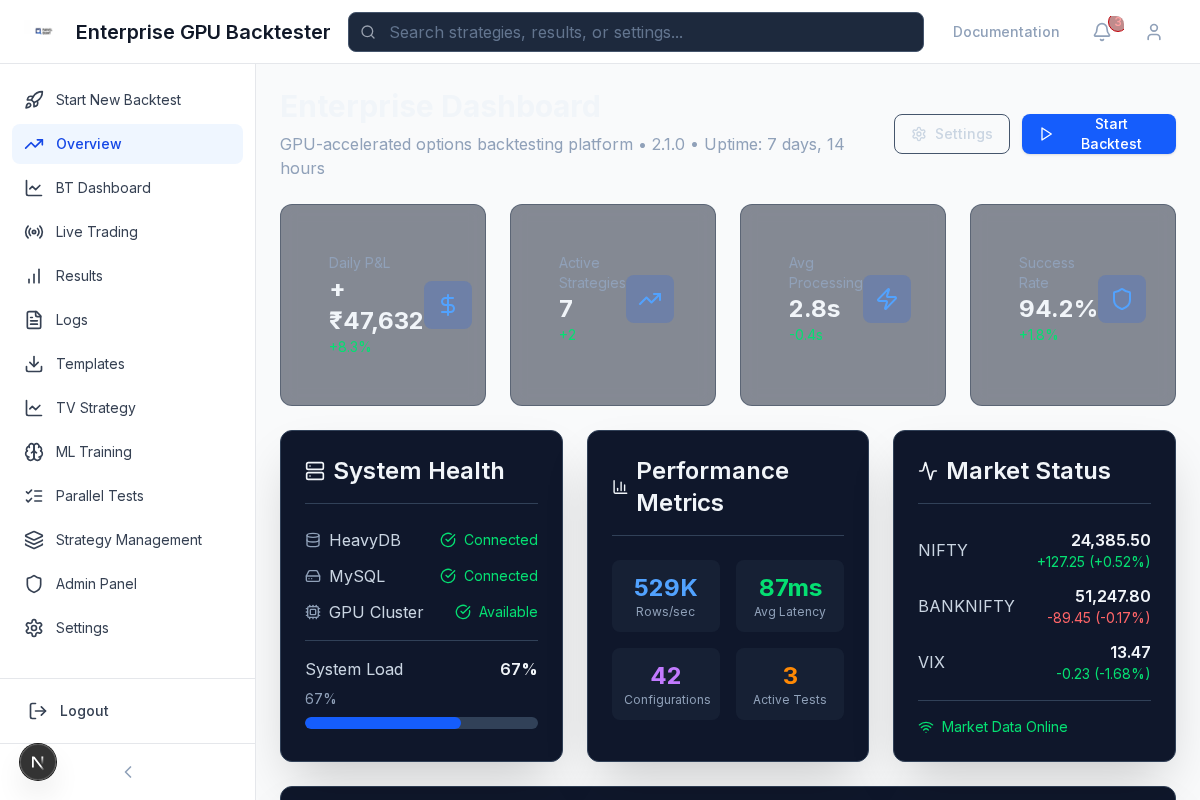 Enterprise GPU Backtester
Search strategies, results, or settings...
Documentation
Start New Backtest
Overview
BT Dashboard
Live Trading
Results
Logs
Templates
TV Strategy
ML Training
Parallel Tests
Strategy Management
Admin Panel
Settings
Logout
N
Enterprise Dashboard
GPU-accelerated options backtesting platform • 2.1.0 • Uptime: 7 days, 14
hours
Settings
Start
Backtest
Daily P&L
+
₹47,632
+8.3%
Active
Strategies
7
+2
Avg
Processing
2.8s
-0.4s
Success
Rate
94.2%
+1.8%
System Health
HeavyDB
Connected
MySQL
Connected
GPU Cluster
Available
System Load
67%
67%
Performance
Metrics
529K
Rows/sec
87ms
Avg Latency
42
Configurations
3
Active Tests
Market Status
NIFTY
24,385.50
+127.25 (+0.52%)
BANKNIFTY
51,247.80
-89.45 (-0.17%)
VIX
13.47
-0.23 (-1.68%)
Market Data Online